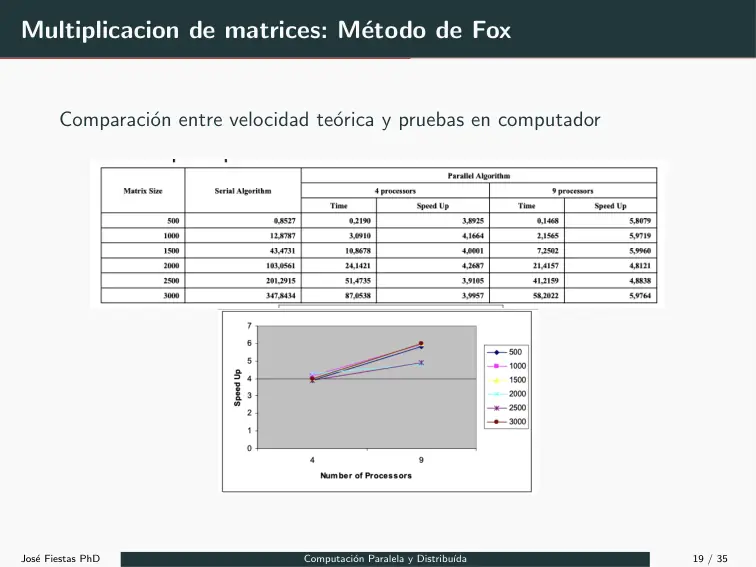 Multiplicacion de matrices: Método de Fox
Comparación entre velocidad teórica y pruebas en computador
Matrix Size Serial Algorithm Parallel Algorithm
4 processors 9 processors
Time Speed Up Time Speed Up
500 0,8527 0,2190 3,8925 0,1468 5,8079
1000 12,8787 3,0910 4,1664 2,1565 5,9719
1500 43,4731 10,8678 4,0001 7,2502 5,9960
2000 103,0561 24,1421 4,2687 21,4157 4,8121
2500 201,2915 51,4735 3,9105 41,2159 4,8838
3000 347,8434 87,0538 3,9957 58,2022 5,9764
7
6
5
4
3
2
1
0
Speed Up
4 9
Number of Processors
500
1000
1500
2000
2500
3000
José Fiestas PhD Computación Paralela y Distribuída 19 / 35